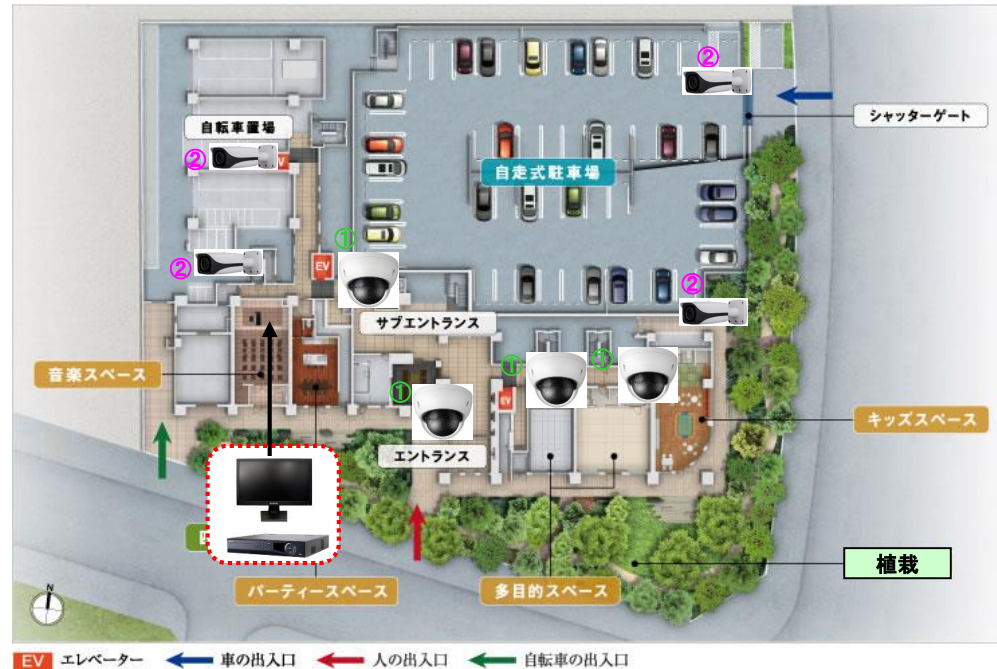 ②
シャッターゲート
自転車置場
②
EV
自走式駐車場
①
②
EV
②
サブエントランス
音楽スペース
①
①
①
EV
キッズスペース
エントランス
植栽
パーティースペース
多目的スペース
N
EV エレベーター 車の出入口 人の出入口 自転車の出入口